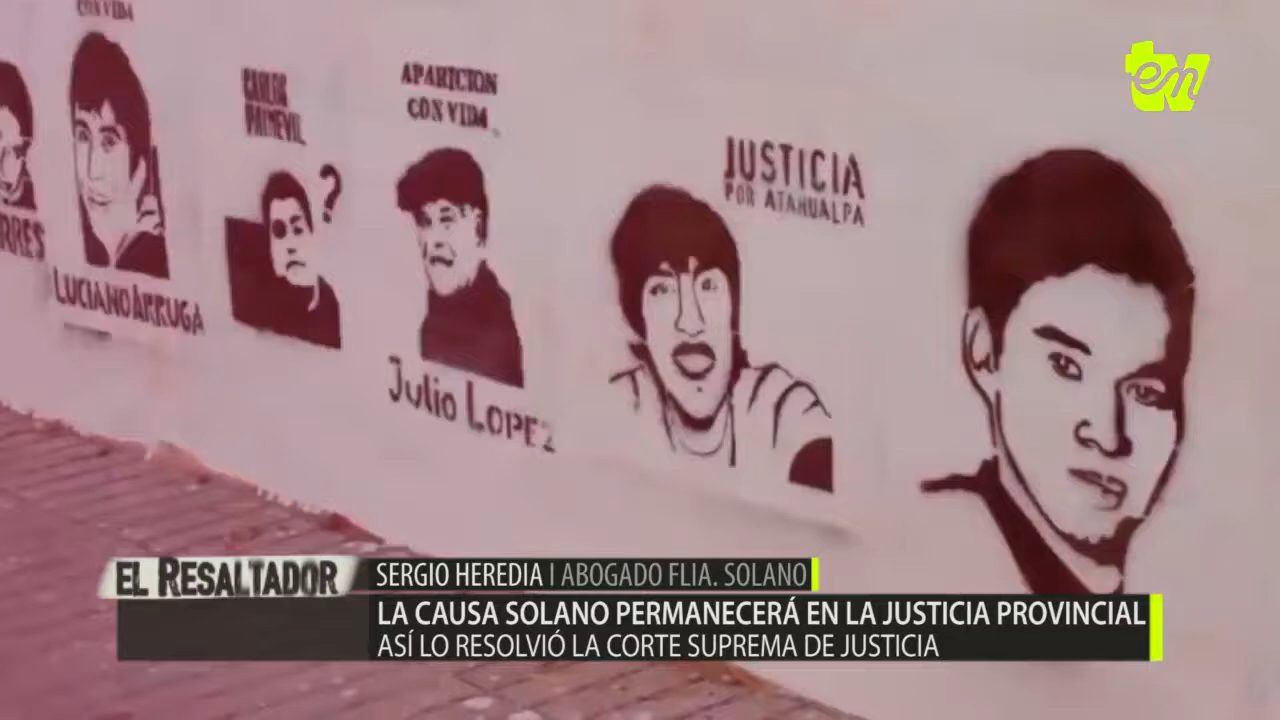 CON VIDA
RRES
LUCIANO ARRUGA
CARLOS
PAINEVIL
?
APARICION
CON VIDA
JULIO LOPEZ
JUSTICIA
POR ATAHUALPA
tv
em
EL RESALTADOR
SERGIO HEREDIA | ABOGADO FLIA. SOLANO
LA CAUSA SOLANO PERMANECERÁ EN LA JUSTICIA PROVINCIAL
ASÍ LO RESOLVIÓ LA CORTE SUPREMA DE JUSTICIA